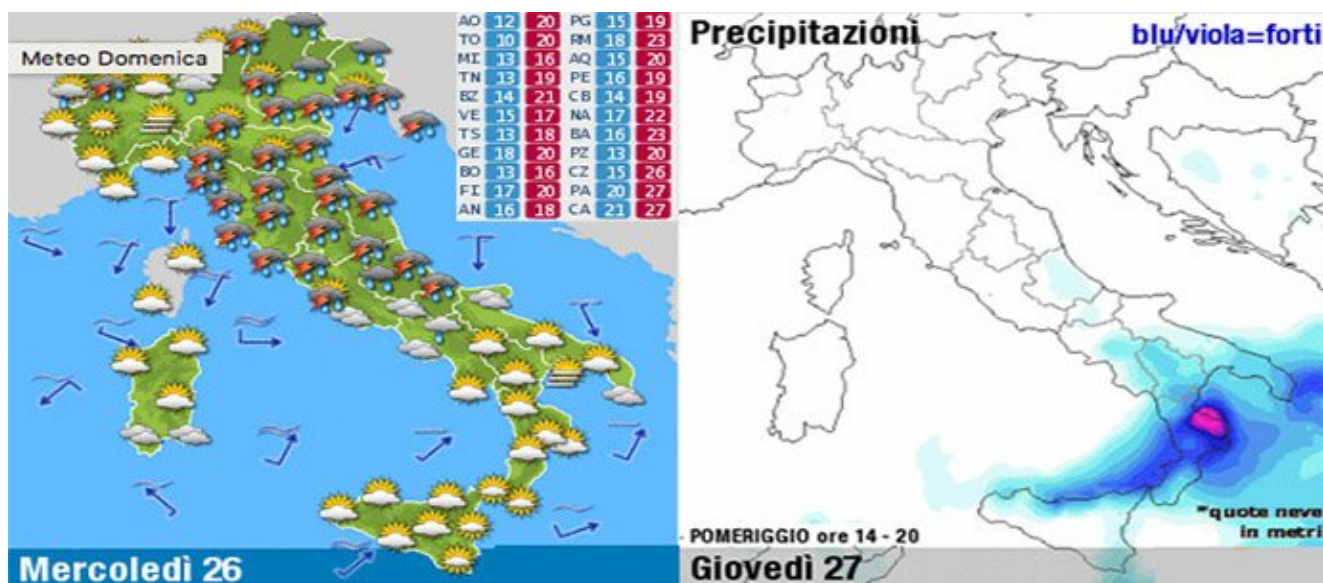 Meteo Domenica
AO 12 20 PG 15 19
TO 10 20 RM 18 23
MI 13 16 AQ 15 20
TN 13 19 PE 16 19
BZ 14 21 CB 14 19
VE 15 17 NA 17 22
TS 13 18 BA 16 23
GE 18 20 PZ 13 20
BO 13 16 CZ 15 26
FI 17 20 PA 20 27
AN 16 18 CA 21 27
Mercoledì 26
Precipitazioni
blu/viola=forti
*quote neve
in metri
POMERIGGIO ore 14 - 20
Giovedì 27